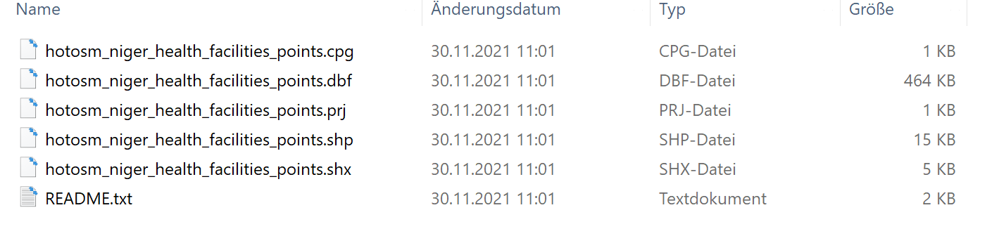 Name Änderungsdatum Typ Größe
hotosm_niger_health_facilities_points.cpg 30.11.2021 11:01 CPG-Datei 1 KB
hotosm_niger_health_facilities_points.dbf 30.11.2021 11:01 DBF-Datei 464 KB
hotosm_niger_health_facilities_points.prj 30.11.2021 11:01 PRJ-Datei 1 KB
hotosm_niger_health_facilities_points.shp 30.11.2021 11:01 SHP-Datei 15 KB
hotosm_niger_health_facilities_points.shx 30.11.2021 11:01 SHX-Datei 5 KB
README.txt 30.11.2021 11:01 Textdokument 2 KB